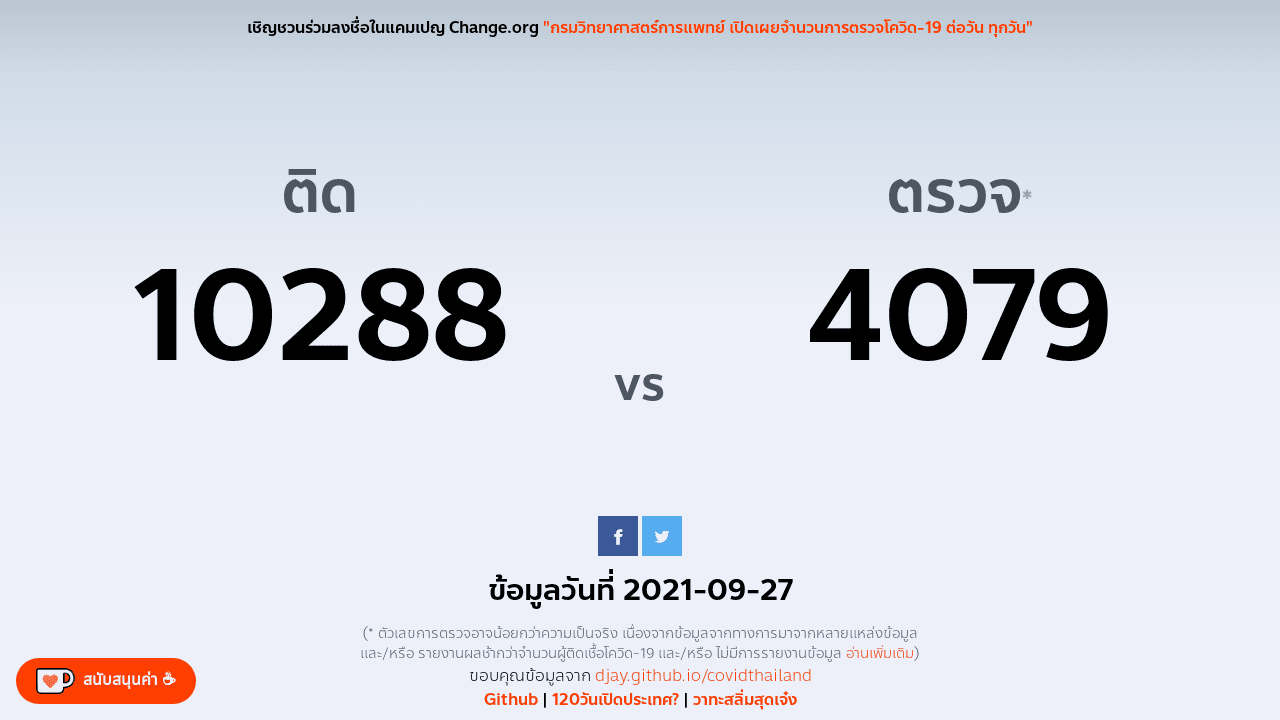 เชิญชวนร่วมลงชื่อในแคมเปญ Change.org "กรมวิทยาศาสตร์การแพทย์ เปิดเผยจำนวนการตรวจโควิด-19 ต่อวัน ทุกวัน"
ติด
ตรวจ*
10288
4079
vs
ข้อมูลวันที่ 2021-09-27
(* ตัวเลขการตรวจอาจน้อยกว่าความเป็นจริง เนื่องจากข้อมูลจากทางการมาจากหลายแหล่งข้อมูล
และ/หรือ รายงานผลช้ากว่าจำนวนผู้ติดเชื้อโควิด-19 และ/หรือ ไม่มีการรายงานข้อมูล อ่านเพิ่มเติม)
ขอบคุณข้อมูลจาก djay.github.io/covidthailand
Github | 120วันเปิดประเทศ? | วาทะสลิ่มสุดเจ๋ง
สนับสนุนค่า ☕